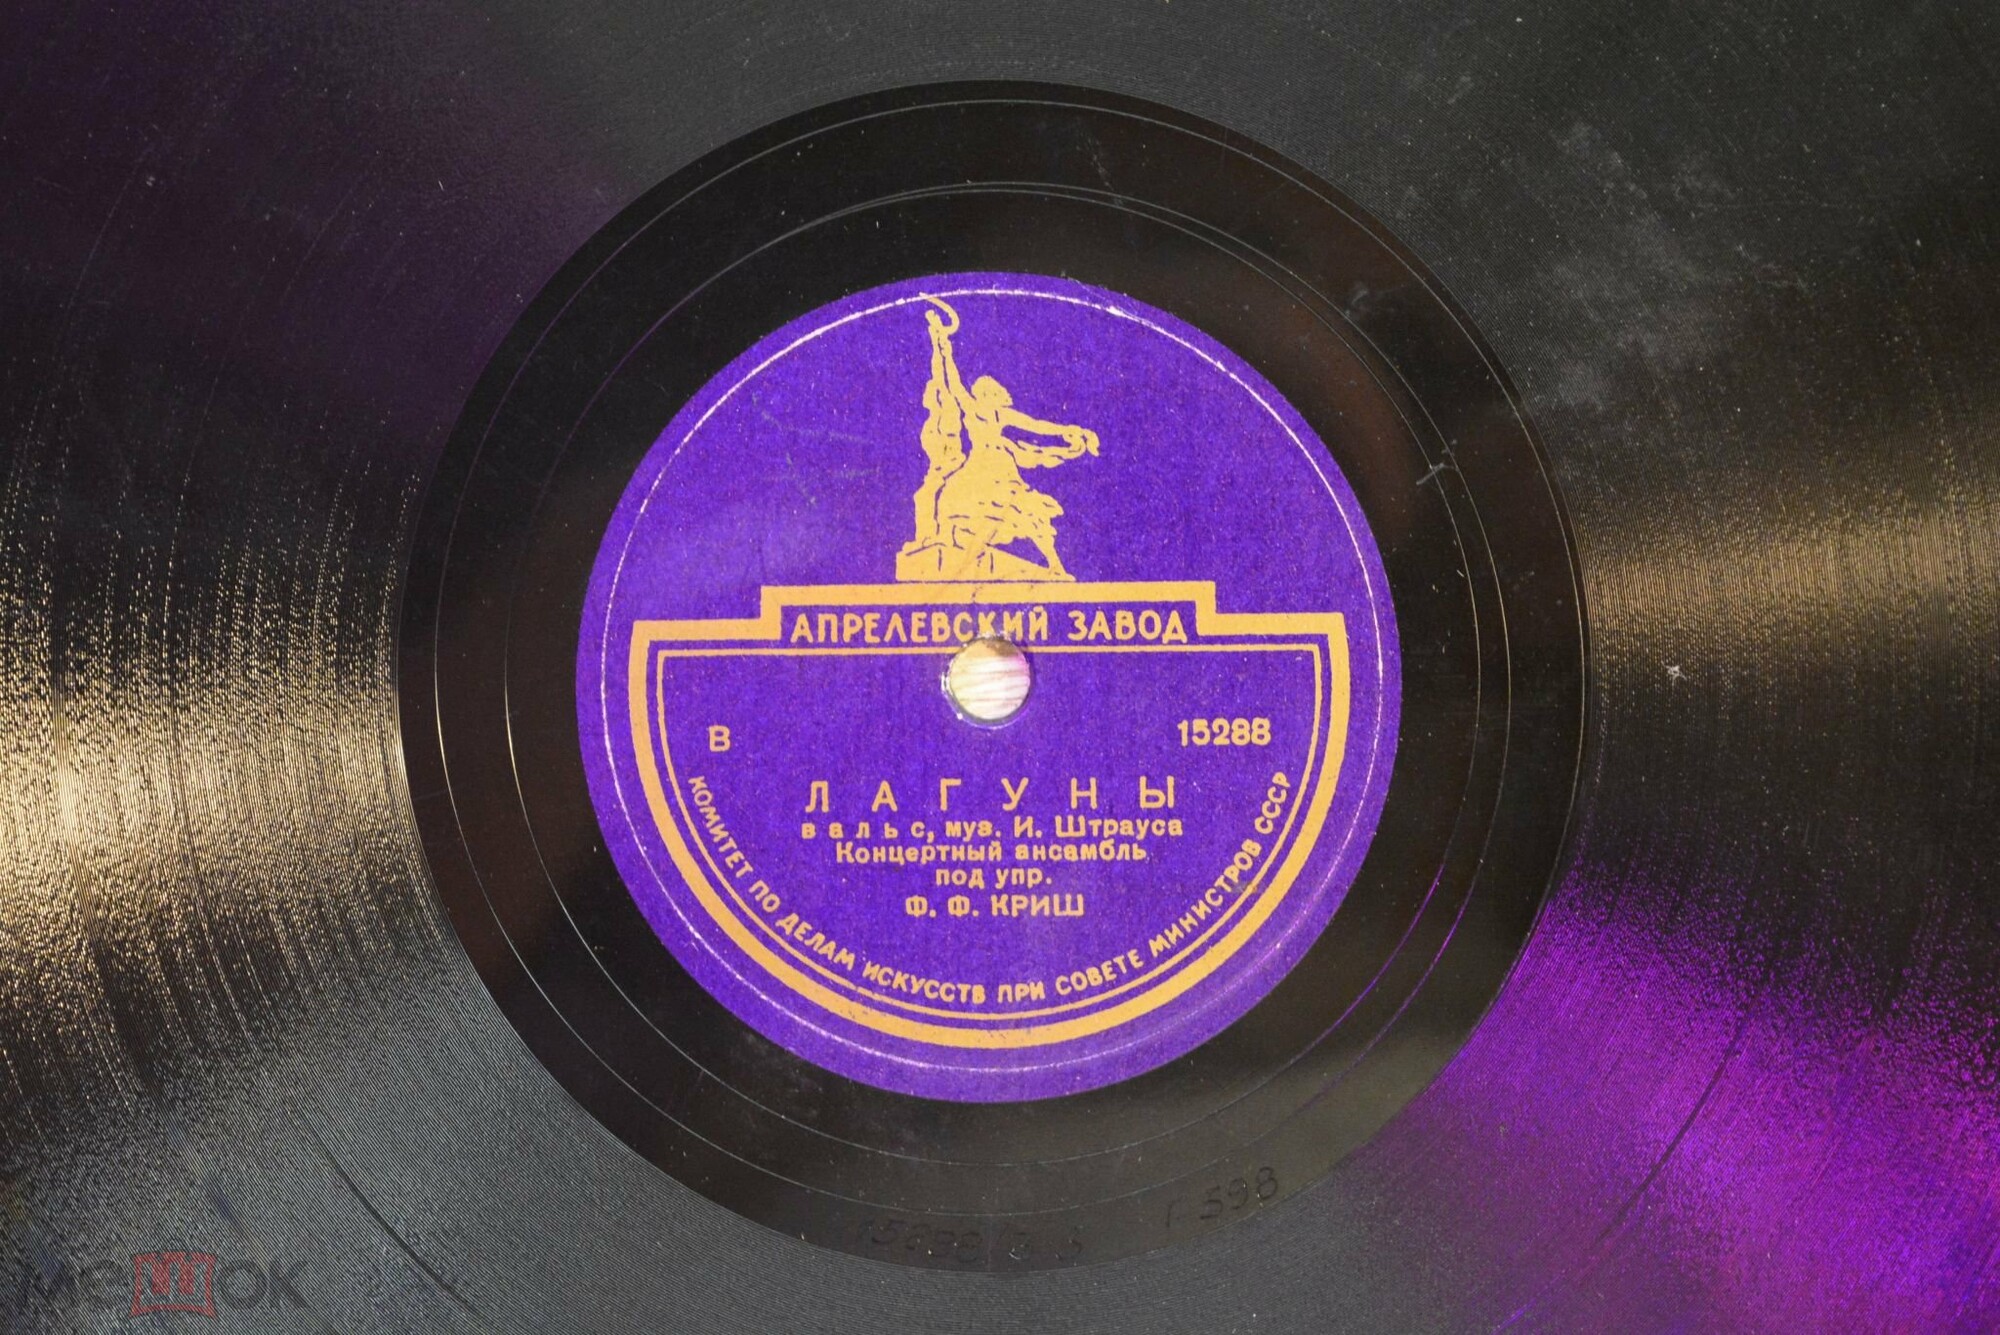 АПРЕЛЕВСКИЙ ЗАВОД
В 15288
ЛАГУНЫ
вальс, муз. И. Штрауса
Концертный ансамбль
под упр.
Ф. Ф. КРИШ
КОМИТЕТ ПО ДЕЛАМ ИСКУССТВ ПРИ СОВЕТЕ МИНИСТРОВ СССР
598
мешок